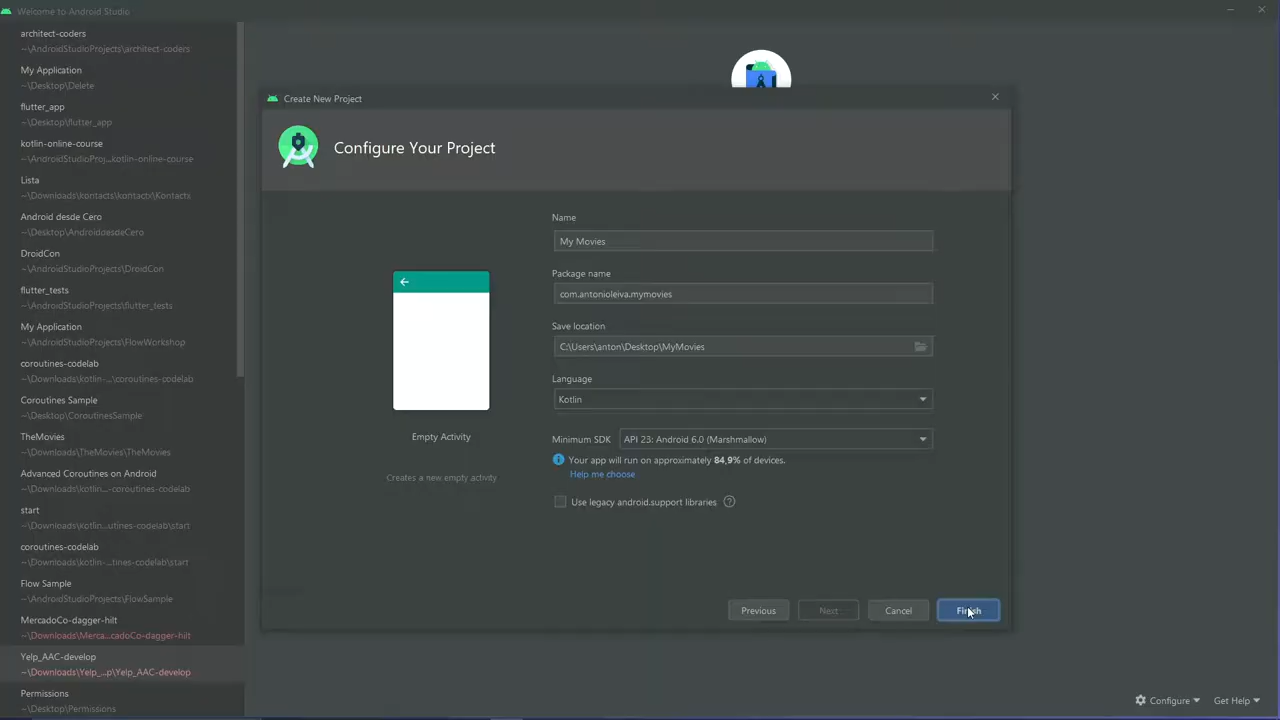 Welcome to Android Studio
architect-coders
~\AndroidStudioProjects\architect-coders
My Application
~\Desktop\Delete
flutter_app
~\Desktop\flutter_app
kotlin-online-course
~\AndroidStudioProj...kotlin-online-course
Lista
~\Downloads\kontacts\kontactx\Kontacts
Android desde Cero
~\Desktop\AndroiddesdeCero
DroidCon
~\AndroidStudioProjects\DroidCon
flutter_tests
~\AndroidStudioProjects\flutter_tests
My Application
~\AndroidStudioProjects\FlowWorkshop
coroutines-codelab
~\Downloads\kotlin-...\coroutines-codelab
Coroutines Sample
~\Desktop\CoroutinesSample
TheMovies
~\Downloads\TheMovies\TheMovies
Advanced Coroutines on Android
~\Downloads\kotlin...-coroutines-codelab
start
~\Downloads\kotlin...utines-codelab\start
coroutines-codelab
~\Downloads\kotlin-...tines-codelab\start
Flow Sample
~\AndroidStudioProjects\FlowSample
MercadoCo-dagger-hilt
~\Downloads\Merca...cadoCo-dagger-hilt
Yelp_AAC-develop
~\Downloads\Yelp_...p\Yelp_AAC-develop
Permissions
~\Desktop\Permissions
Create New Project
Configure Your Project
Name
My Movies
Package name
com.antonioleiva.mymovies
Save location
C:\Users\anton\Desktop\MyMovies
Language
Kotlin
Minimum SDK API 23: Android 6.0 (Marshmallow)
Your app will run on approximately 84,9% of devices.
Help me choose
Use legacy android.support libraries ?
Empty Activity
Creates a new empty activity
Previous Next Cancel Finish
Configure Get Help